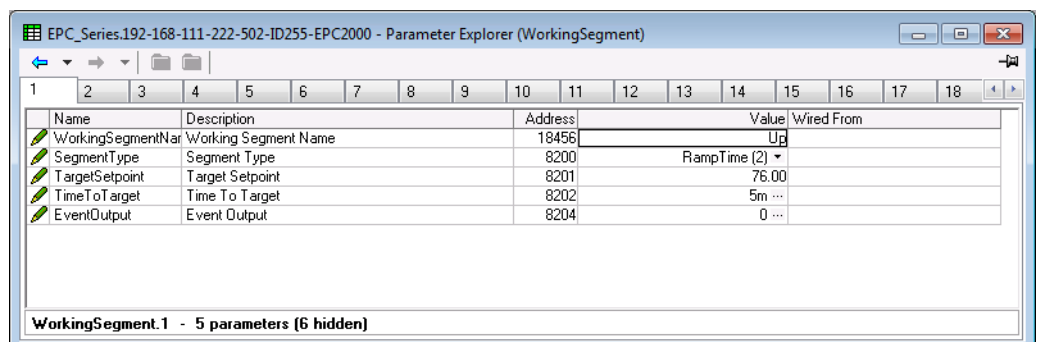 EPC_Series.192-168-111-222-502-ID255-EPC2000 - Parameter Explorer (WorkingSegment)
1 2 3 4 5 6 7 8 9 10 11 12 13 14 15 16 17 18
Name Description Address Value Wired From
WorkingSegmentNar Working Segment Name 18456 Up
SegmentType Segment Type 8200 RampTime (2)
TargetSetpoint Target Setpoint 8201 76.00
TimeToTarget Time To Target 8202 5m ...
EventOutput Event Output 8204 0 ...
WorkingSegment.1 - 5 parameters (6 hidden)